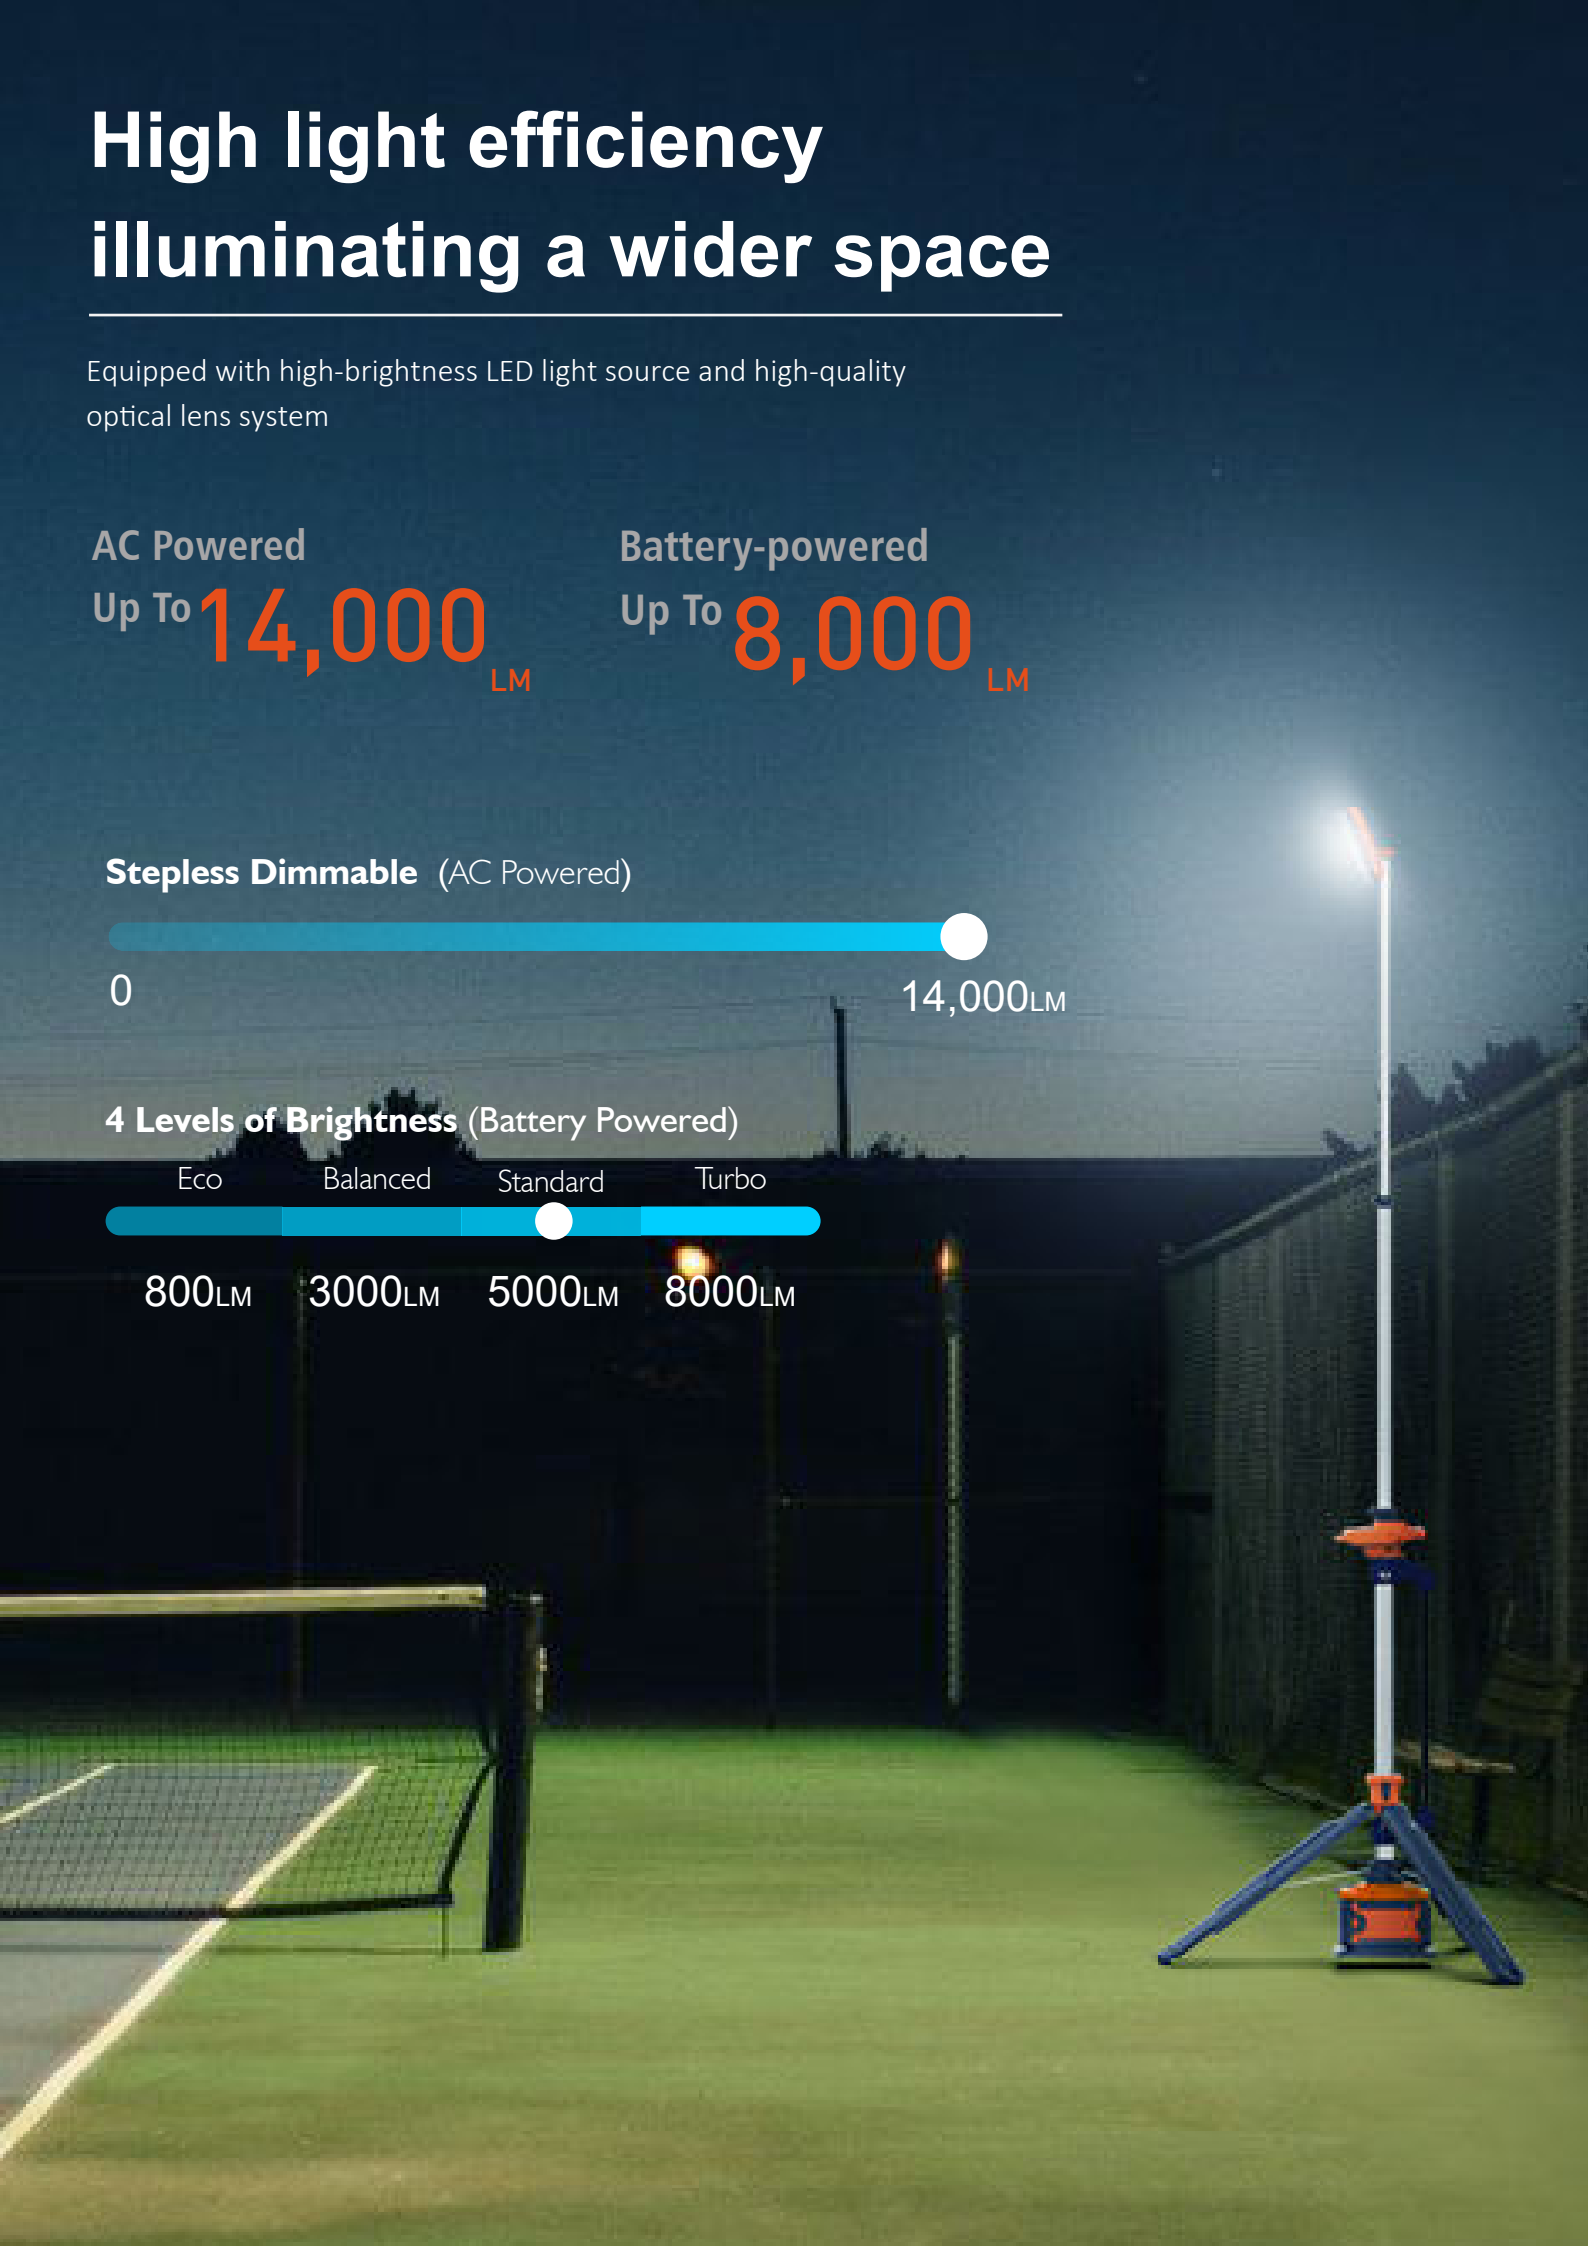 High light efficiency
illuminating a wider space
Equipped with high-brightness LED light source and high-quality
optical lens system
AC Powered
Up To 14,000 LM
Battery-powered
Up To 8,000 LM
Stepless Dimmable (AC Powered)
0 14,000LM
4 Levels of Brightness (Battery Powered)
Eco Balanced Standard Turbo
800LM 3000LM 5000LM 8000LM